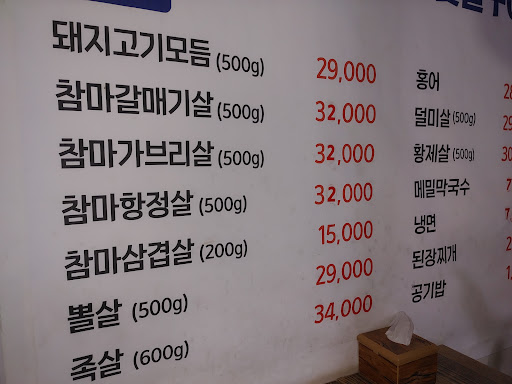 돼지고기모듬 (500g) 29,000
참마갈매기살 (500g) 32,000
참마가브리살 (500g) 32,000
참마항정살 (500g) 32,000
참마삼겹살 (200g) 15,000
뽈살 (500g) 29,000
족살 (600g) 34,000
홍어
덜미살 (500g)
황제살 (500g)
메밀막국수
냉면
된장찌개
공기밥